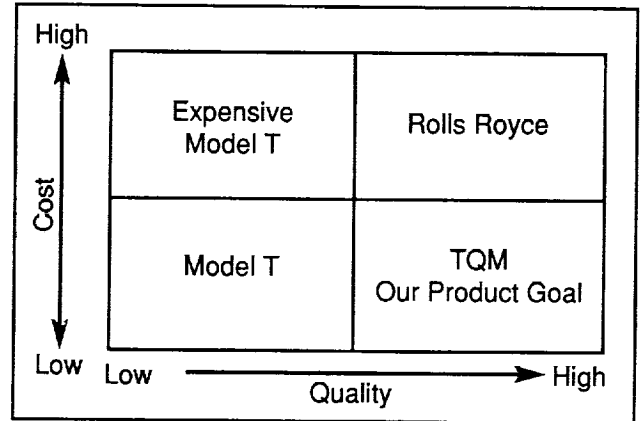 High
Expensive
Model T
Rolls Royce
Cost
Model T
TQM
Our Product Goal
Low
Low
High
Quality